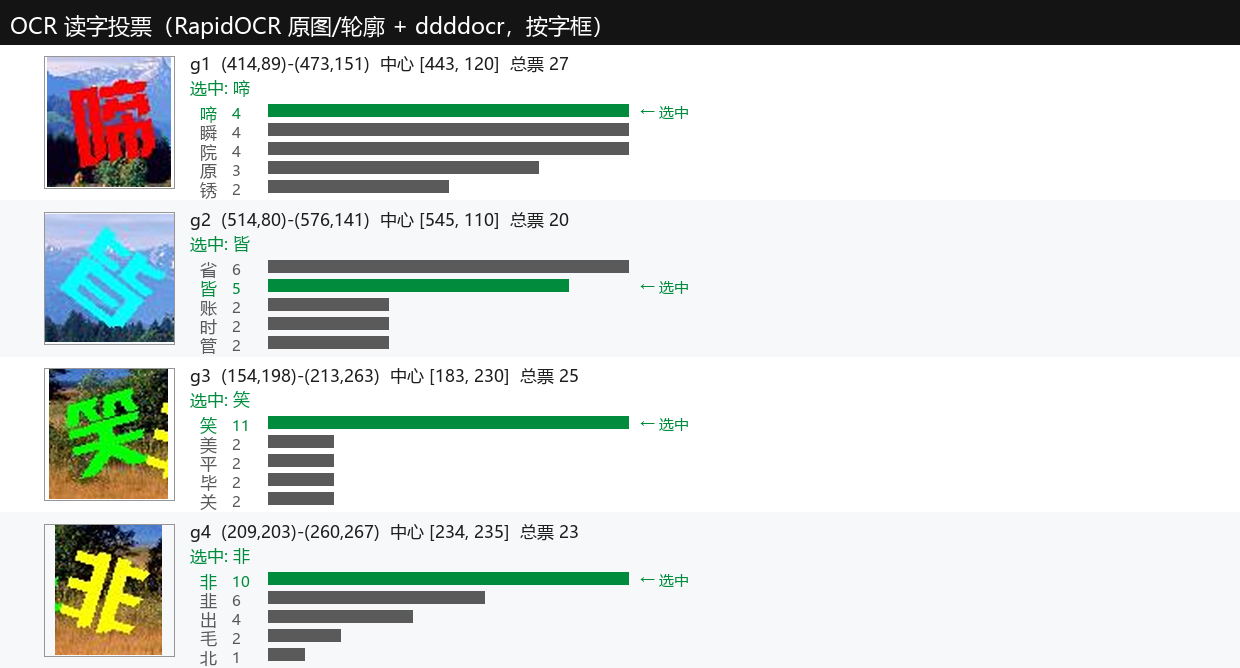 OCR 读字投票（RapidOCR 原图/轮廓 + ddddocr，按字框）
啼
g1 (414,89)-(473,151) 中心 [443, 120] 总票 27
选中: 啼
啼 4 ← 选中
瞬 4
院 4
原 3
锈 2
皆
g2 (514,80)-(576,141) 中心 [545, 110] 总票 20
选中: 皆
省 6
皆 5 ← 选中
账 2
时 2
管 2
笑
g3 (154,198)-(213,263) 中心 [183, 230] 总票 25
选中: 笑
笑 11 ← 选中
美 2
平 2
毕 2
关 2
非
g4 (209,203)-(260,267) 中心 [234, 235] 总票 23
选中: 非
非 10 ← 选中
韭 6
出 4
毛 2
北 1